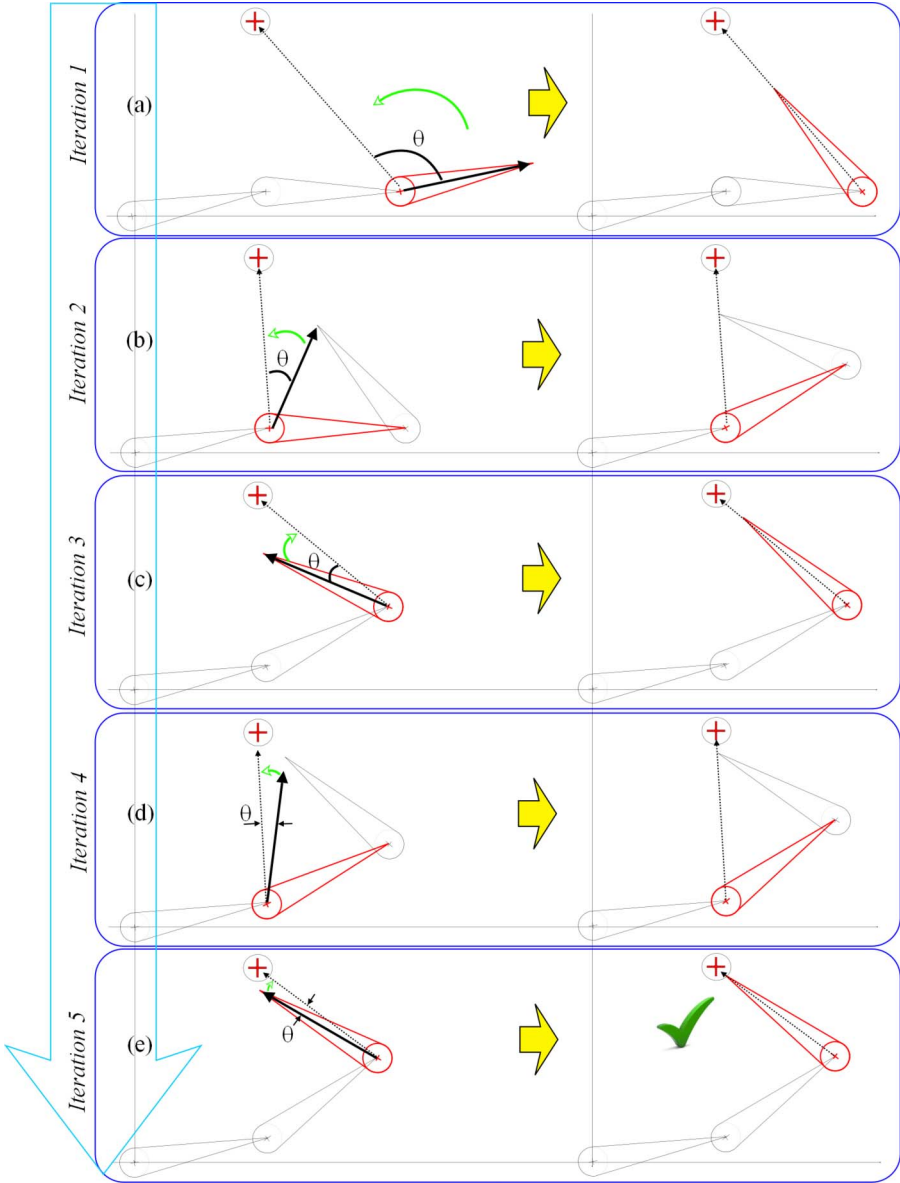 Iteration 1
(a)
θ
Iteration 2
(b)
θ
Iteration 3
(c)
θ
Iteration 4
(d)
θ
Iteration 5
(e)
θ